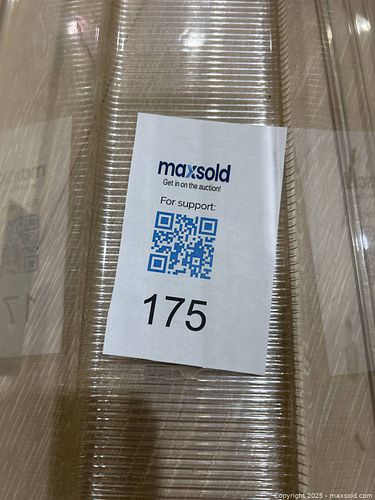 maxsold
Get in on the auction!
For support:
175
Copyright 2025 - maxsold.com